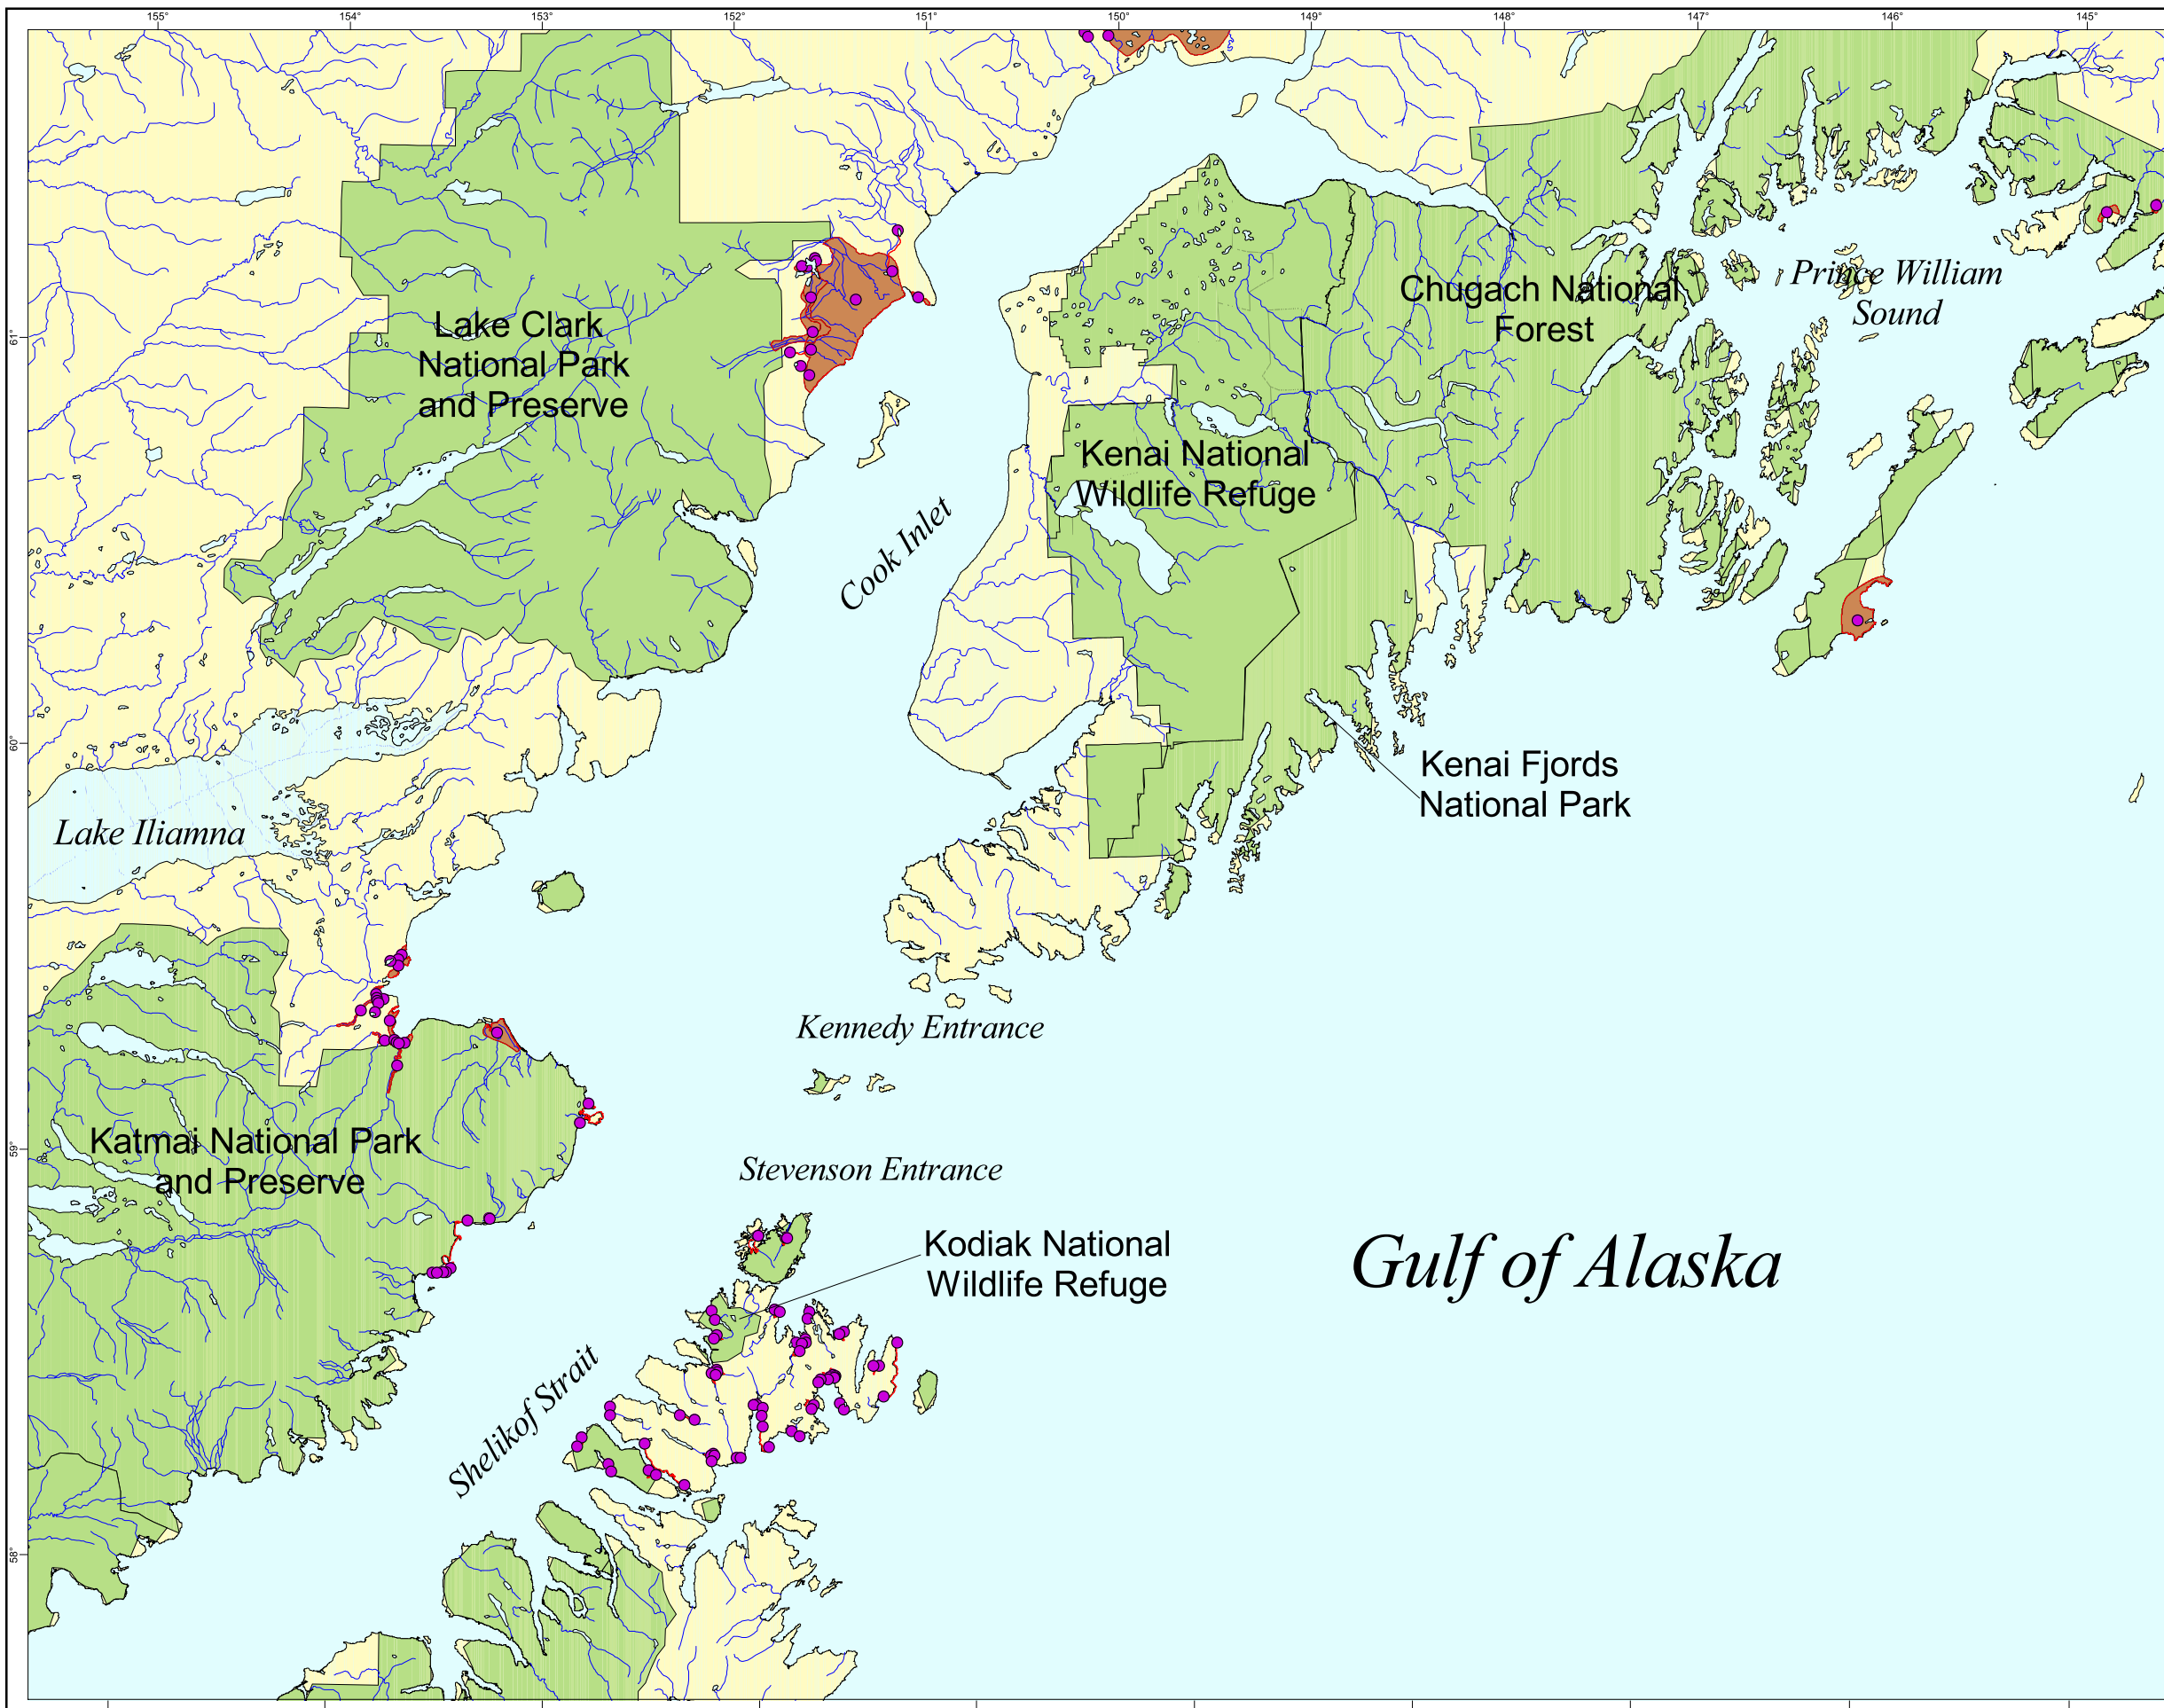 155° 154° 153° 152° 151° 150° 149° 148° 147° 146° 145°
61°
60°
59°
58°
Lake Clark
National Park
and Preserve
Chugach National
Forest
Prince William
Sound
Kenai National
Wildlife Refuge
Cook Inlet
Kenai Fjords
National Park
Lake Iliamna
Kennedy Entrance
Katmai National Park
and Preserve
Stevenson Entrance
Kodiak National
Wildlife Refuge
Gulf of Alaska
Shelikof Strait